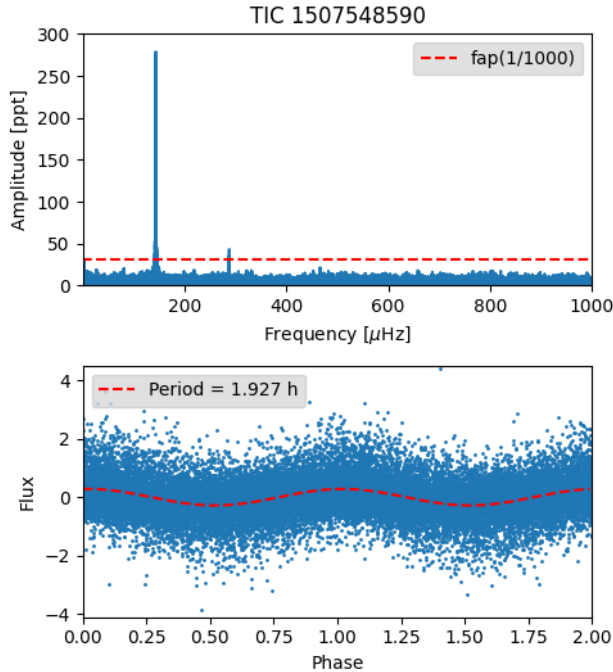 TIC 1507548590
300
250
200
150
100
50
0
Amplitude [ppt]
fap(1/1000)
200 400 600 800 1000
Frequency [μHz]
4
2
0
−2
−4
Flux
Period = 1.927 h
0.00 0.25 0.50 0.75 1.00 1.25 1.50 1.75 2.00
Phase